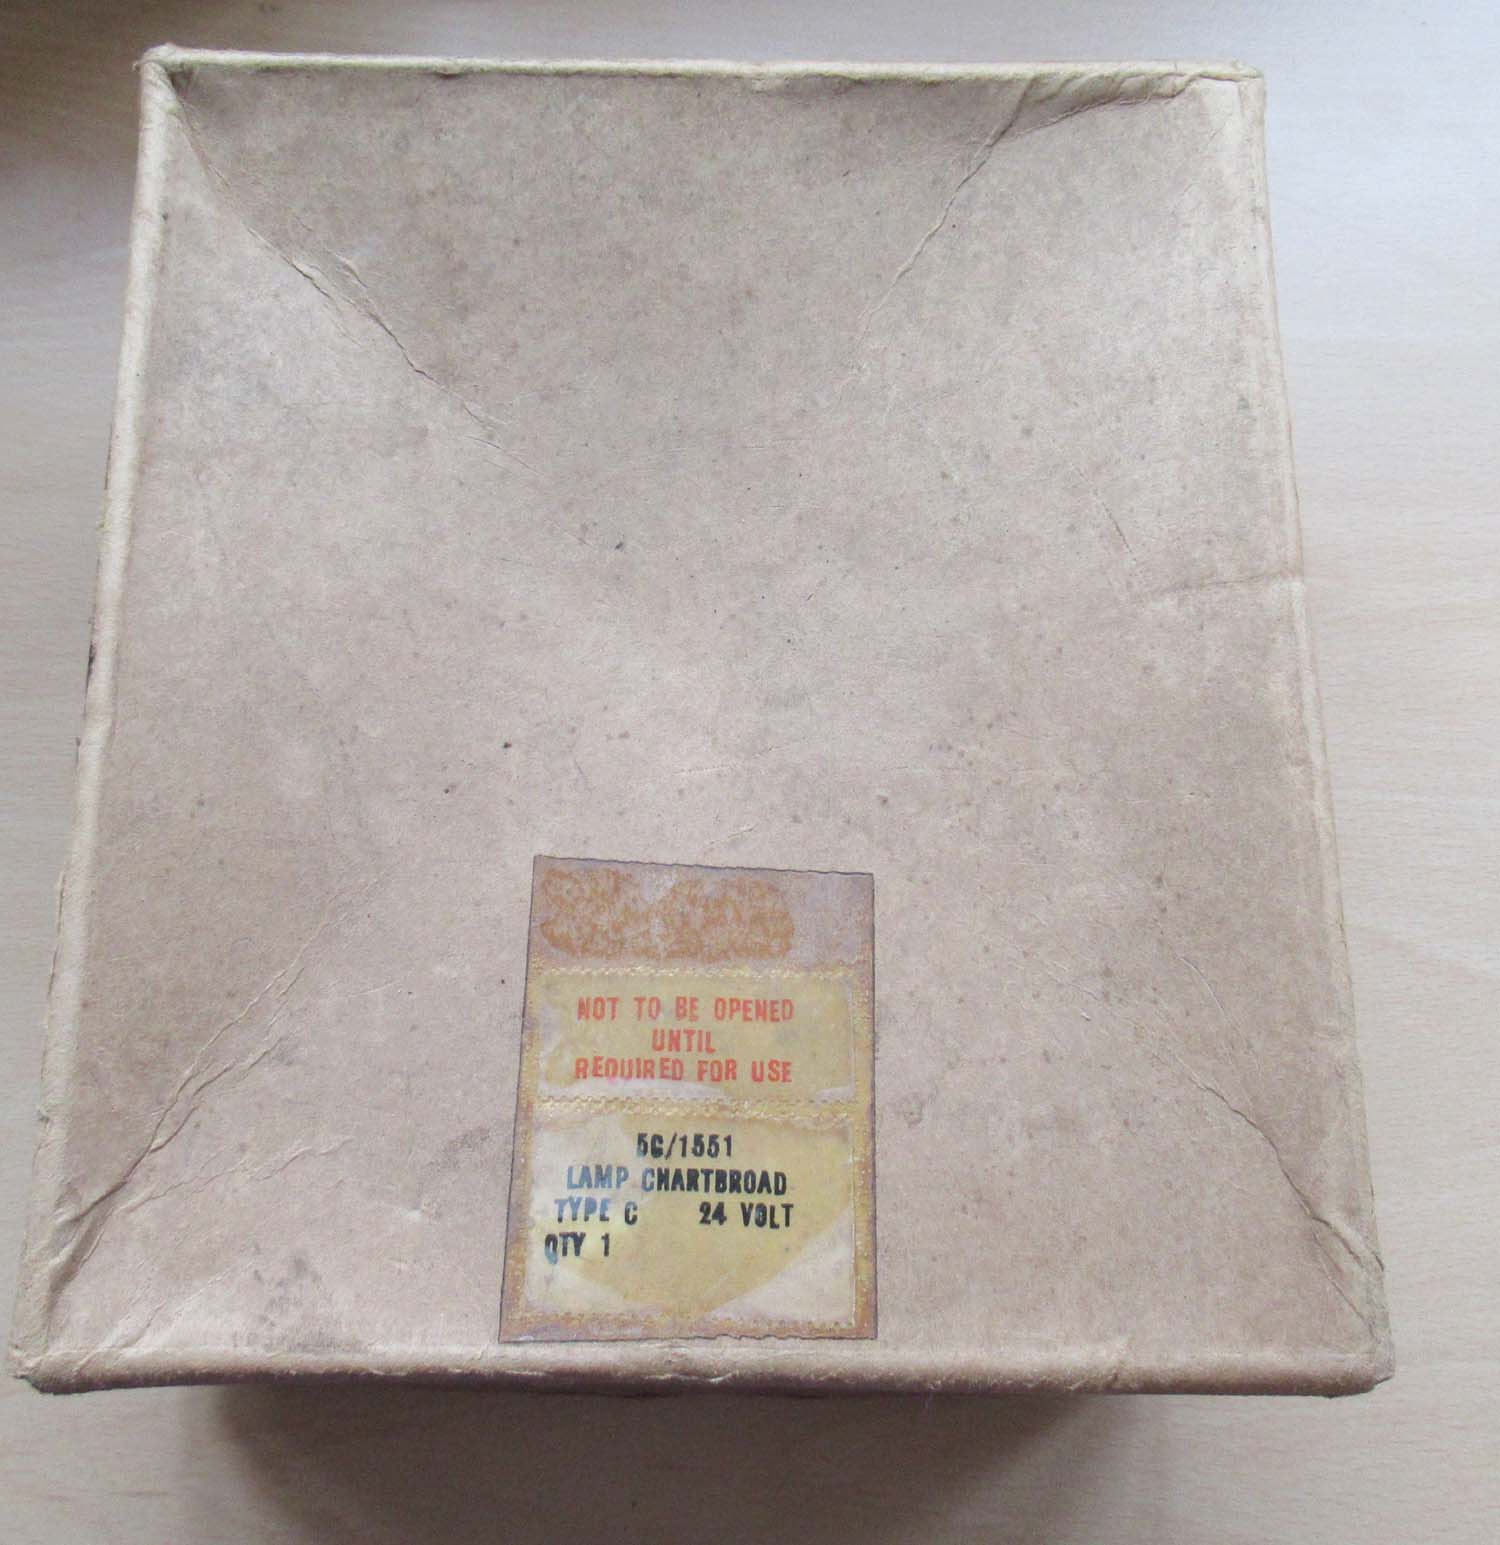 NOT TO BE OPENED
UNTIL
REQUIRED FOR USE
5C/1551
LAMP CHARTBROAD
TYPE C 24 VOLT
QTY 1